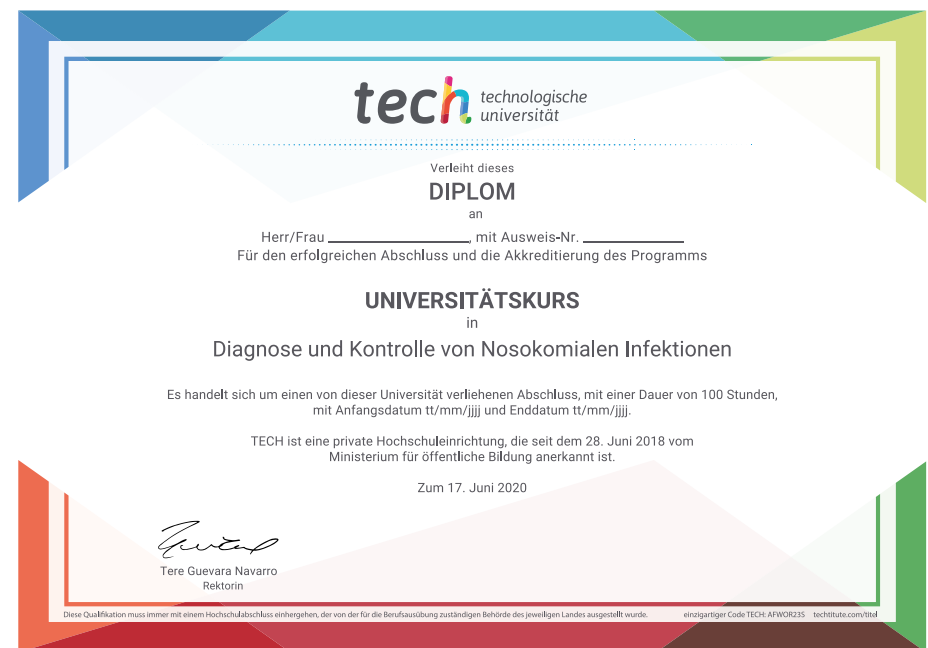 tech technologische
universität
Verleiht dieses
DIPLOM
an
Herr/Frau ____________________, mit Ausweis-Nr. ______________
Für den erfolgreichen Abschluss und die Akkreditierung des Programms
UNIVERSITÄTSKURS
in
Diagnose und Kontrolle von Nosokomialen Infektionen
Es handelt sich um einen von dieser Universität verliehenen Abschluss, mit einer Dauer von 100 Stunden,
mit Anfangsdatum tt/mm/jjjj und Enddatum tt/mm/jjjj.
TECH ist eine private Hochschuleinrichtung, die seit dem 28. Juni 2018 vom
Ministerium für öffentliche Bildung anerkannt ist.
Zum 17. Juni 2020
Tere Guevara Navarro
Rektorin
Diese Qualifikation muss immer mit einem Hochschulabschluss einhergehen, der von der für die Berufsausübung zuständigen Behörde des jeweiligen Landes ausgestellt wurde. einzigartiger Code TECH: AFWOR23S techtitute.com/titel